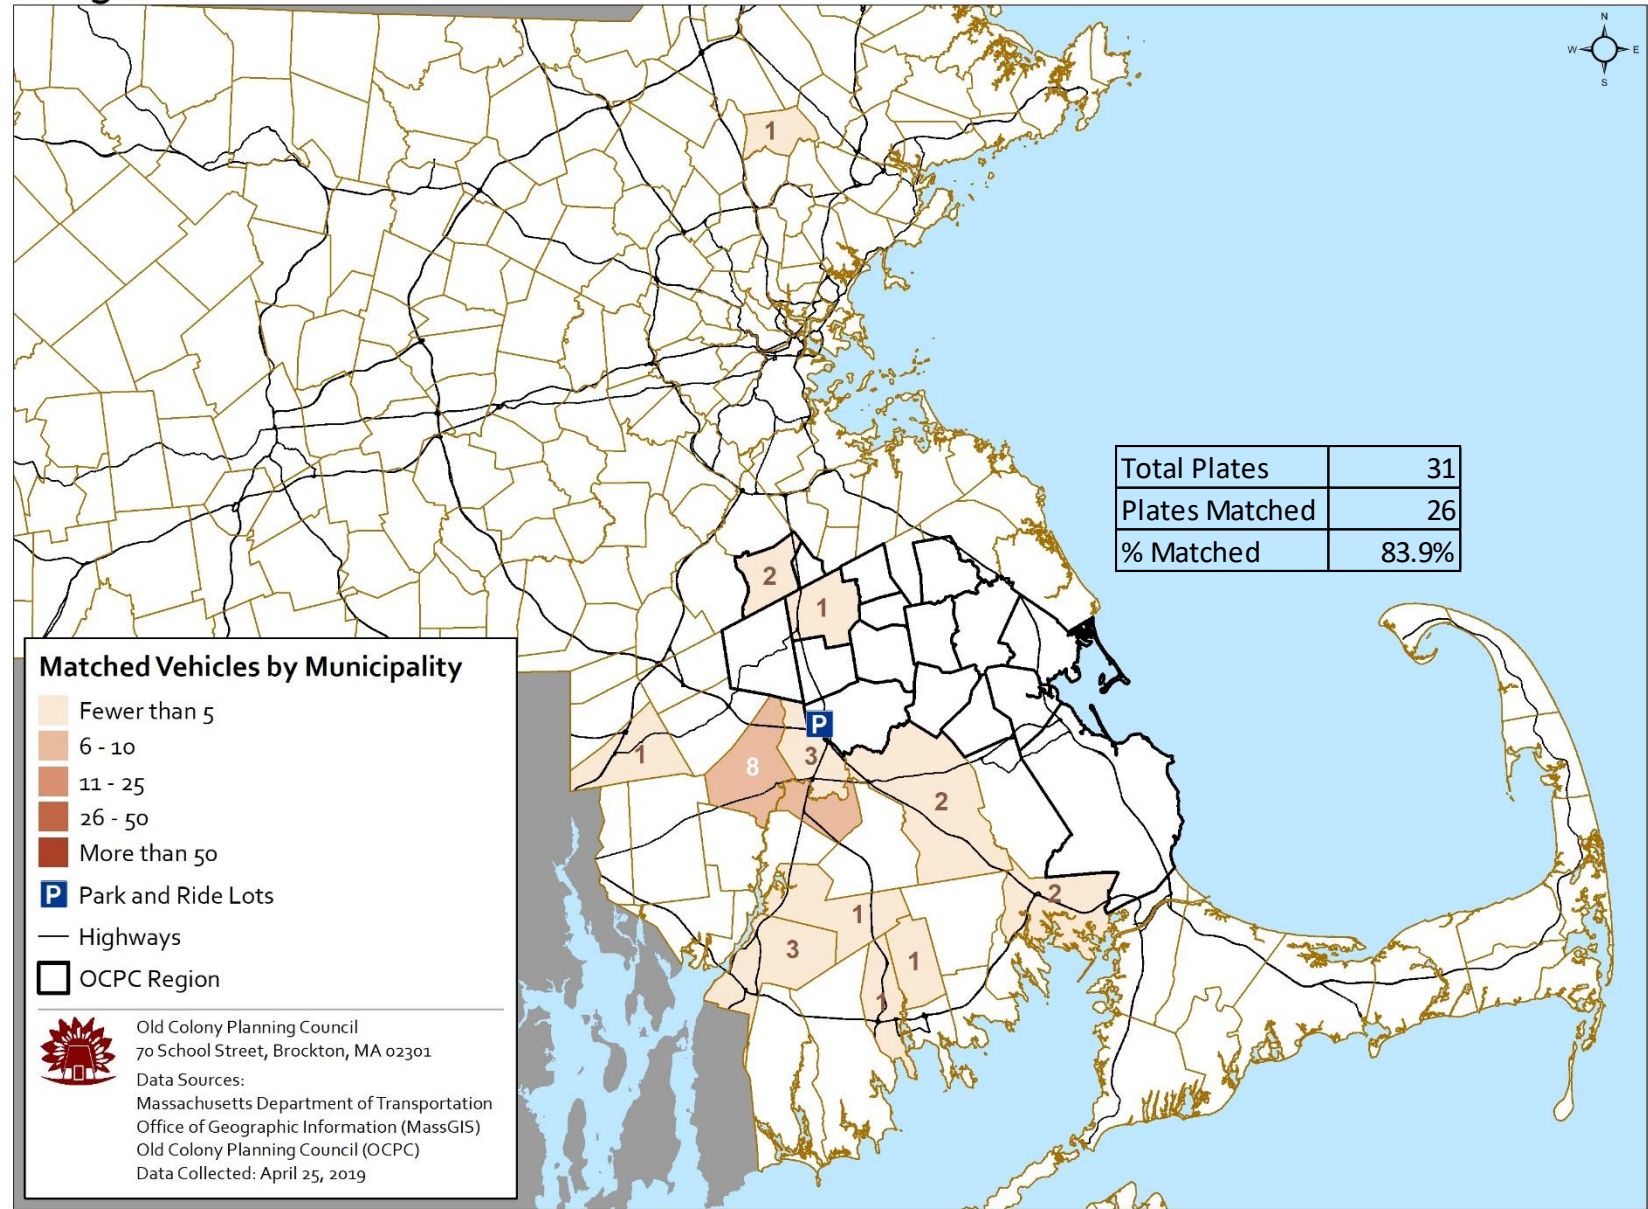 N
W E
S
1
Total Plates 31
Plates Matched 26
% Matched 83.9%
2
1
1
8
3
2
2
1
3
1
1
P
Matched Vehicles by Municipality
Fewer than 5
6 - 10
11 - 25
26 - 50
More than 50
P Park and Ride Lots
Highways
OCPC Region
Old Colony Planning Council
70 School Street, Brockton, MA 02301
Data Sources:
Massachusetts Department of Transportation
Office of Geographic Information (MassGIS)
Old Colony Planning Council (OCPC)
Data Collected: April 25, 2019